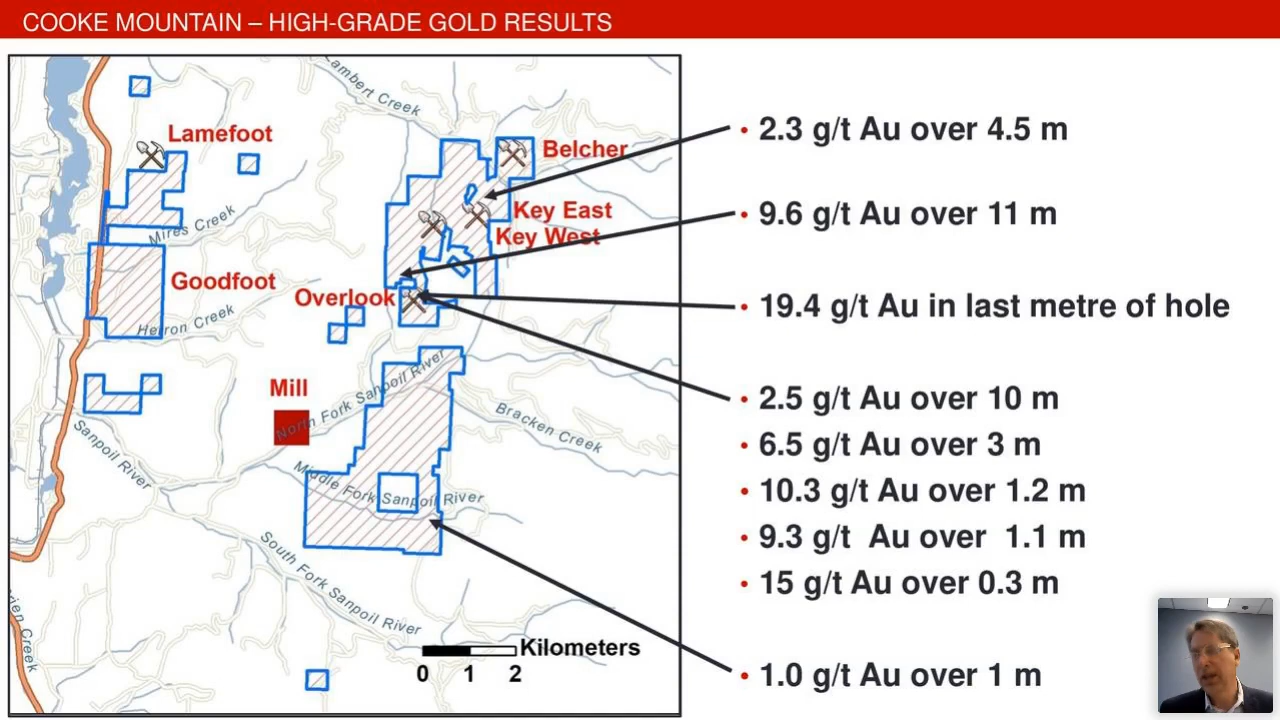 COOKE MOUNTAIN – HIGH-GRADE GOLD RESULTS
Lambert Creek
Lamefoot
Belcher
Key East
Key West
Mires Creek
Goodfoot
Overlook
Herron Creek
Mill
North Fork Sanpoil River
Bracken Creek
Sanpoil River
Middle Fork Sanpoil River
South Fork Sanpoil River
Creek
Kilometers
0 1 2
• 2.3 g/t Au over 4.5 m
• 9.6 g/t Au over 11 m
• 19.4 g/t Au in last metre of hole
• 2.5 g/t Au over 10 m
• 6.5 g/t Au over 3 m
• 10.3 g/t Au over 1.2 m
• 9.3 g/t  Au over  1.1 m
• 15 g/t Au over 0.3 m
• 1.0 g/t Au over 1 m